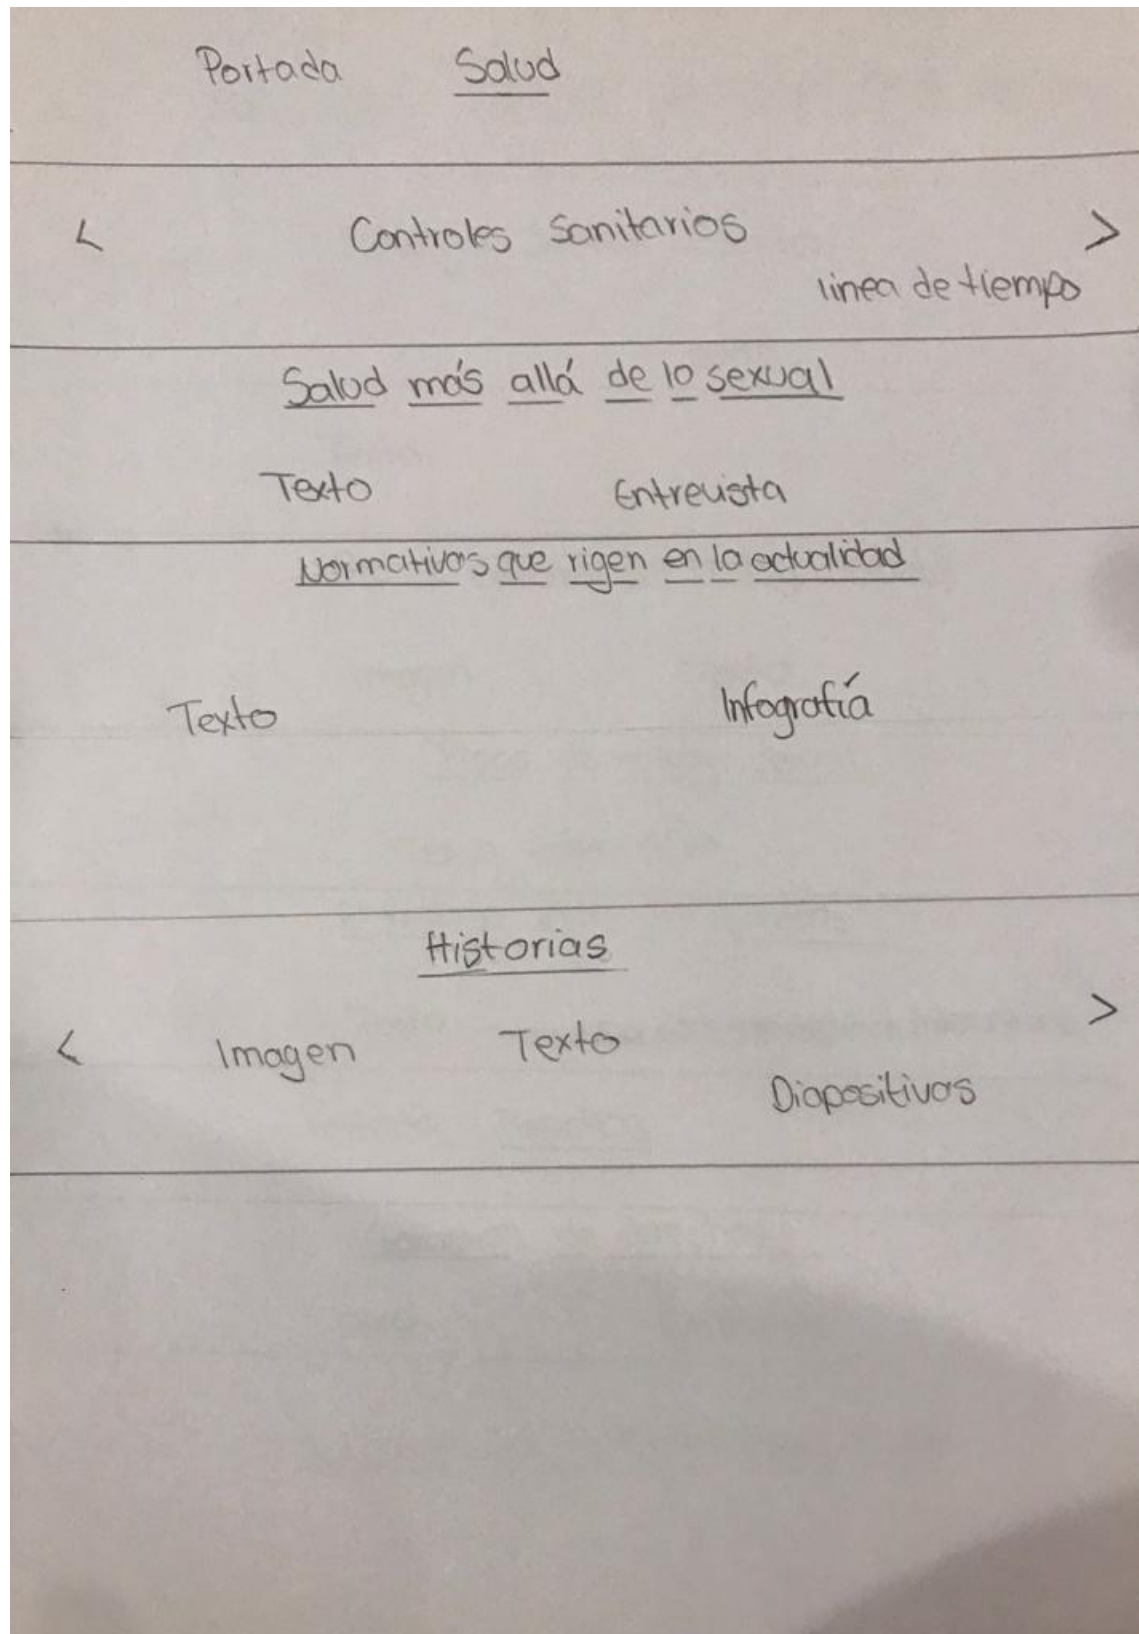 Portada Salud
< Controles Sanitarios >
linea de tiempo
Salud más allá de lo sexual
Texto Entrevista
Normativas que rigen en la actualidad
Texto Infografía
Historias
< Imagen Texto >
Diapositivas